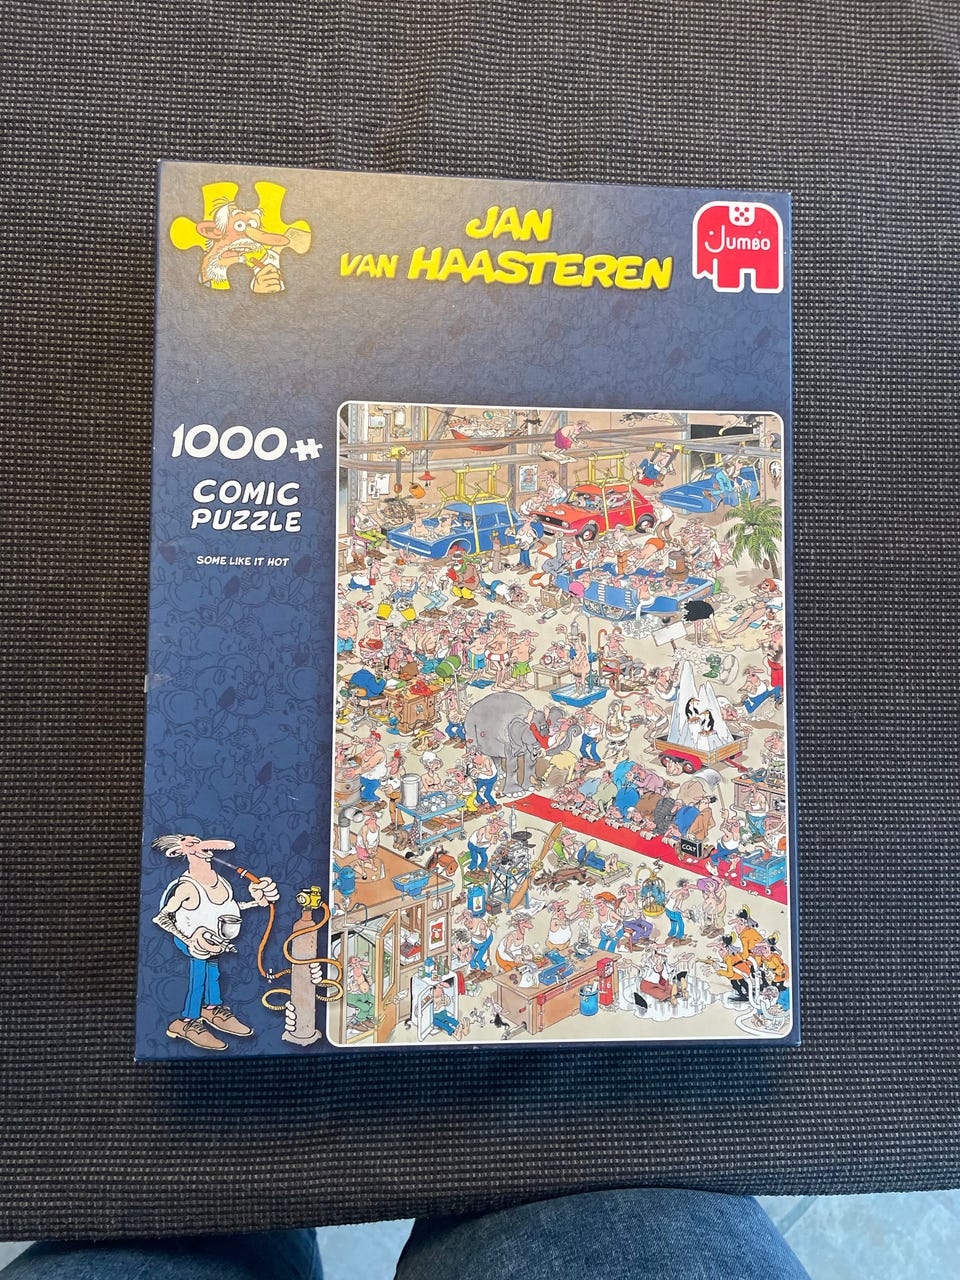 JAN
VAN HAASTEREN
JUMBO
1000
COMIC
PUZZLE
SOME LIKE IT HOT
COLT